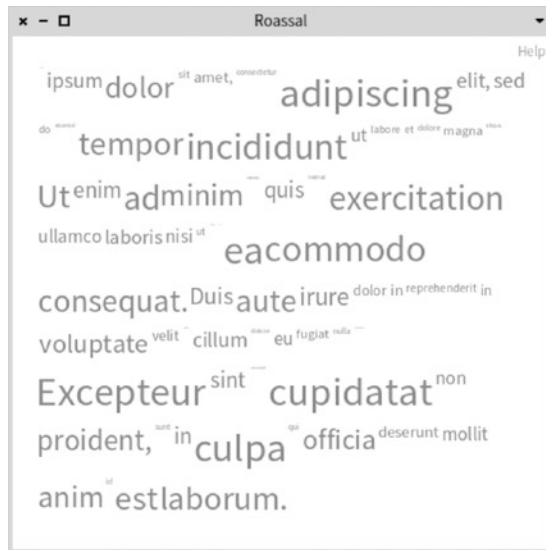 Roassal
Help
ipsum dolor sit amet, consectetur adipiscing elit, sed
do eiusmod tempor incididunt ut labore et dolore magna
Ut enim ad minim quis nostrud exercitation
ullamco laboris nisi ut ea commodo
consequat. Duis aute irure dolor in reprehenderit in
voluptate velit cillum dolore eu fugiat nulla
Excepteur sint cupidatat non
proident, sunt in culpa qui officia deserunt mollit
anim id est laborum.